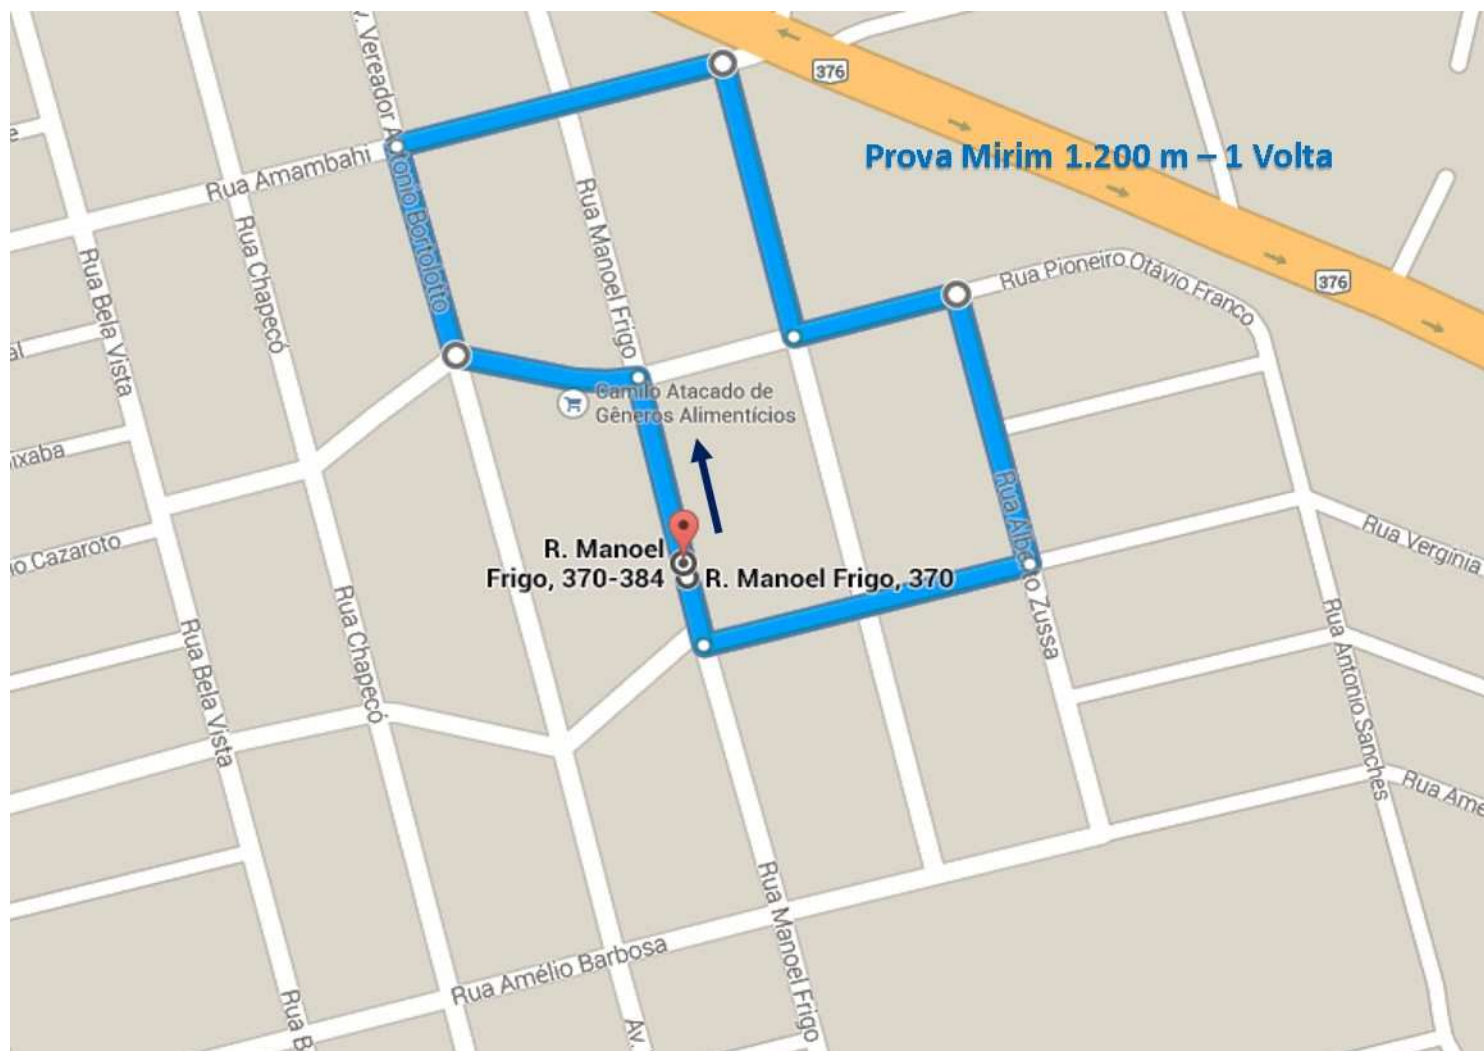 376
Prova Mirim 1.200 m – 1 Volta
Rua Amambahi
Rua Manoel Frigo
Rua Chapecó
Rua Bela Vista
Rua Pioneiro Otávio Franco
376
Camilo Atacado de
Gêneros Alimentícios
R. Manoel
Frigo, 370-384
R. Manoel Frigo, 370
Rua Verginia
Zussa
Rua Chapecó
Rua Bela Vista
Rua Antonio Sanches
Rua Manoel Frigo
Rua Amélio Barbosa
Av.